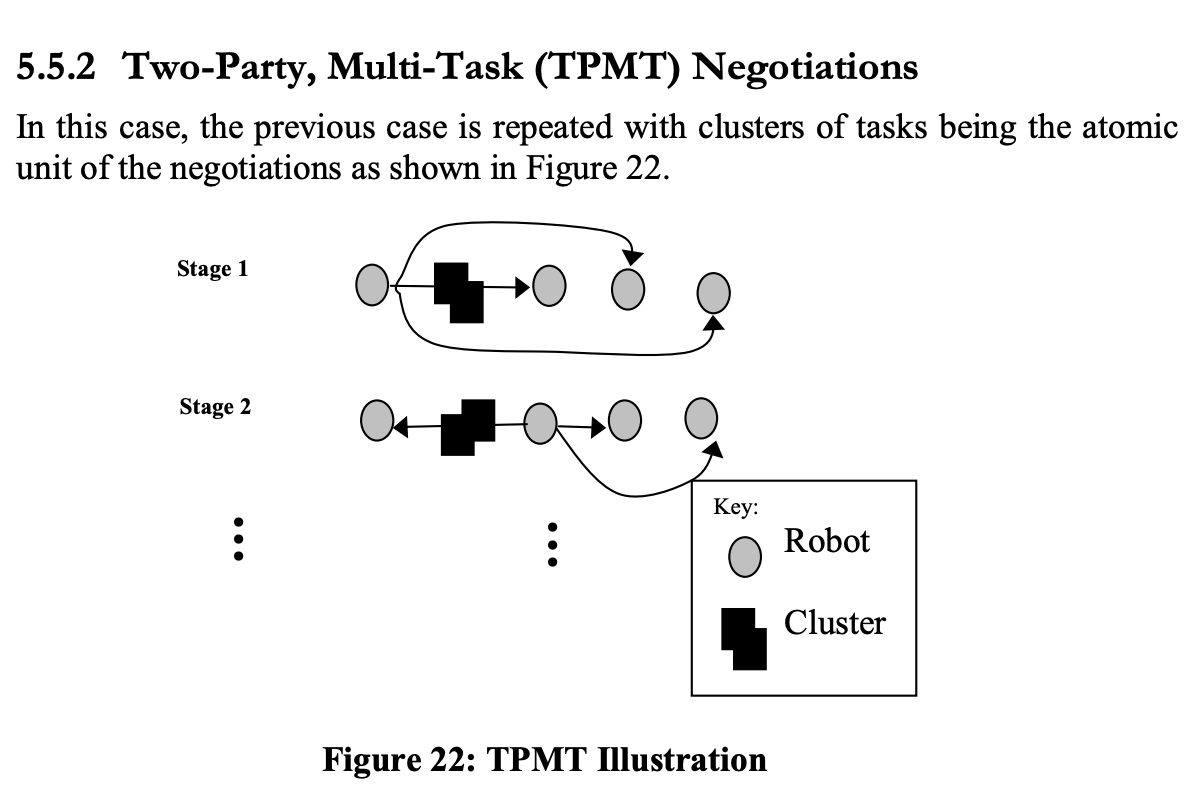 5.5.2 Two-Party, Multi-Task (TPMT) Negotiations
In this case, the previous case is repeated with clusters of tasks being the atomic
unit of the negotiations as shown in Figure 22.
Stage 1
Stage 2
Key:
Robot
Cluster
Figure 22: TPMT Illustration